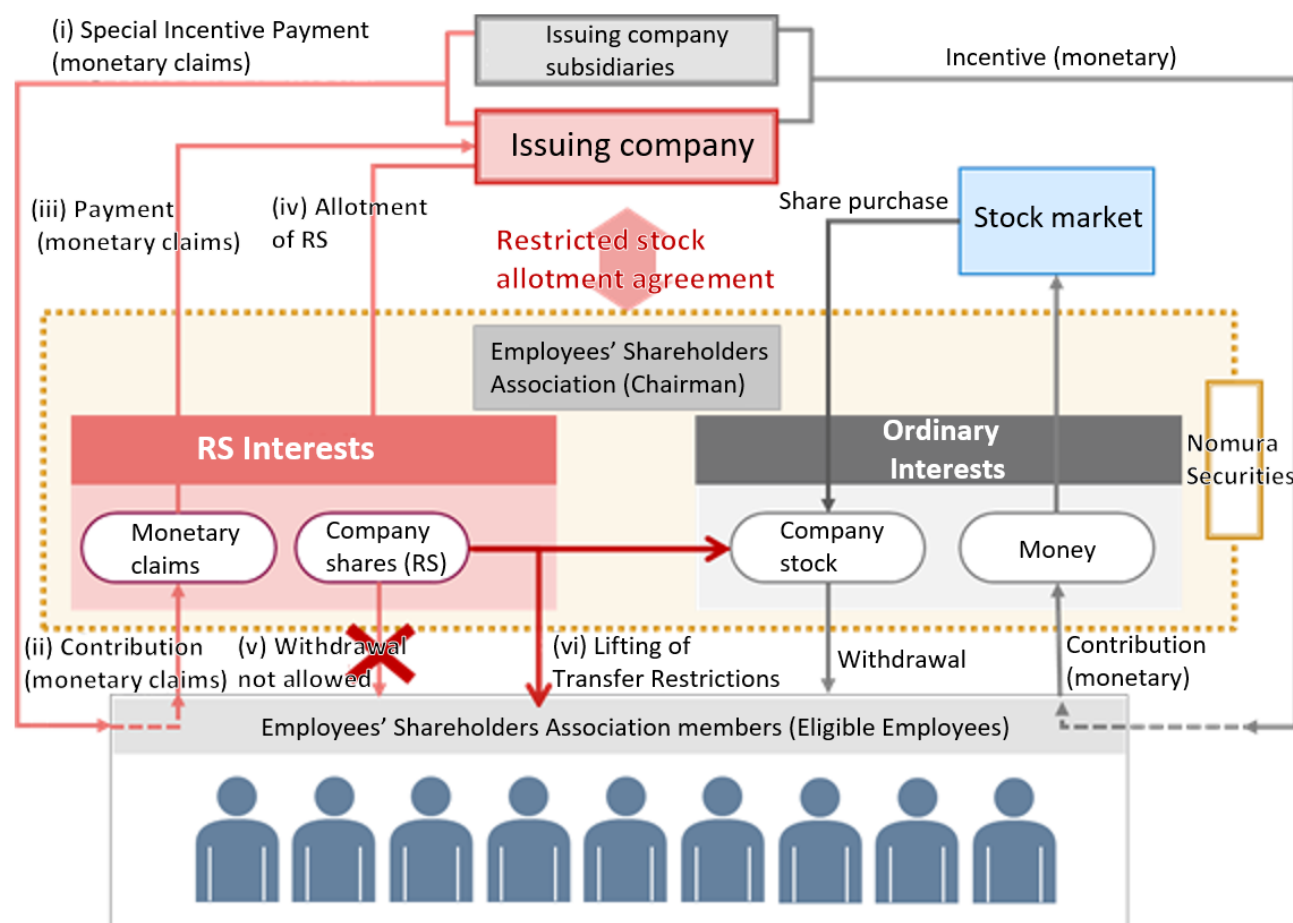 (i) Special Incentive Payment
(monetary claims)
Issuing company
subsidiaries
Incentive (monetary)
Issuing company
(iii) Payment
(monetary claims)
(iv) Allotment
of RS
Share purchase
Stock market
Restricted stock
allotment agreement
Employees’ Shareholders
Association (Chairman)
RS Interests
Ordinary
Interests
Nomura
Securities
Monetary
claims
Company
shares (RS)
Company
stock
Money
(ii) Contribution
(monetary claims)
(v) Withdrawal
not allowed
(vi) Lifting of
Transfer Restrictions
Withdrawal
Contribution
(monetary)
Employees’ Shareholders Association members (Eligible Employees)